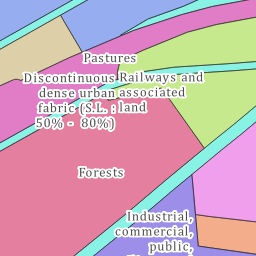 Pastures
Discontinuous
dense urban
fabric (S.L. :
50% - 80%)
Railways and
associated
land
Forests
Industrial,
commercial,
public,